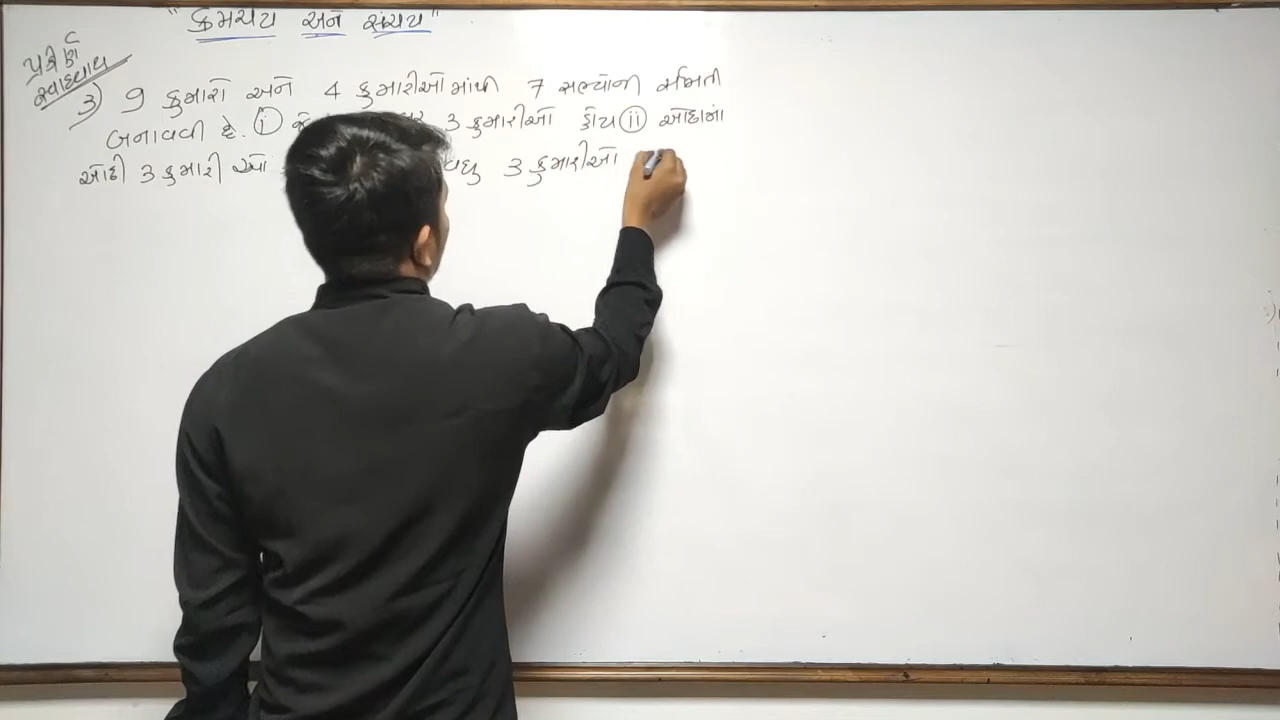 "ક્રમચય અને સંચય"
પ્રકીર્ણ
સ્વાધ્યાય
૩) 9 કુમારો અને 4 કુમારીઓમાંથી 7 સભ્યોની સમિતી
બનાવવી છે. (i) 3 કુમારીઓ હોય (ii) ઓછામાં
ઓછી 3 કુમારીઓ વધુ 3 કુમારીઓ